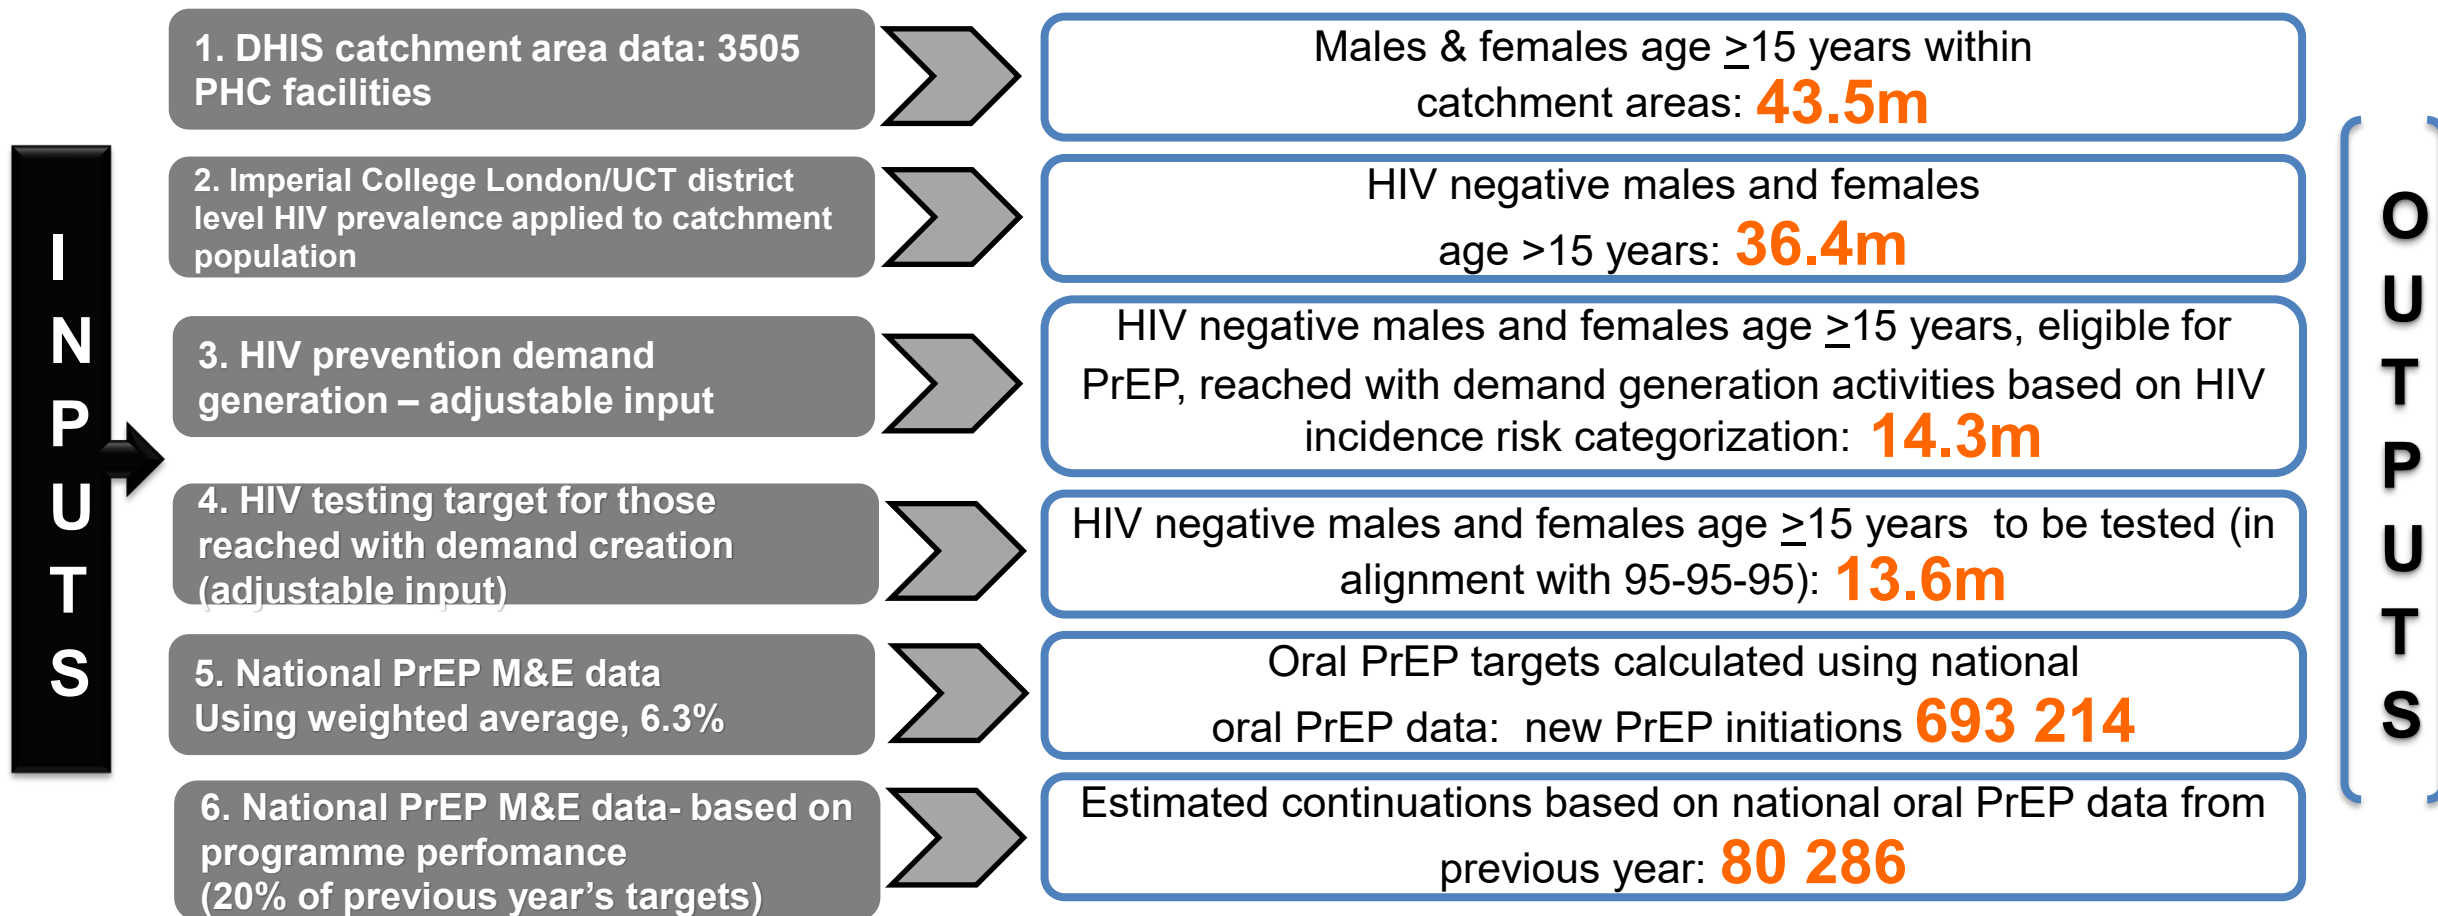 INPUTS
1. DHIS catchment area data: 3505
PHC facilities
Males & females age ≥15 years within
catchment areas: 43.5m
2. Imperial College London/UCT district
level HIV prevalence applied to catchment
population
HIV negative males and females
age >15 years: 36.4m
3. HIV prevention demand
generation – adjustable input
HIV negative males and females age ≥15 years, eligible for
PrEP, reached with demand generation activities based on HIV
incidence risk categorization: 14.3m
4. HIV testing target for those
reached with demand creation
(adjustable input)
HIV negative males and females age ≥15 years to be tested (in
alignment with 95-95-95): 13.6m
5. National PrEP M&E data
Using weighted average, 6.3%
Oral PrEP targets calculated using national
oral PrEP data: new PrEP initiations 693 214
6. National PrEP M&E data- based on
programme perfomance
(20% of previous year’s targets)
Estimated continuations based on national oral PrEP data from
previous year: 80 286
OUTPUTS